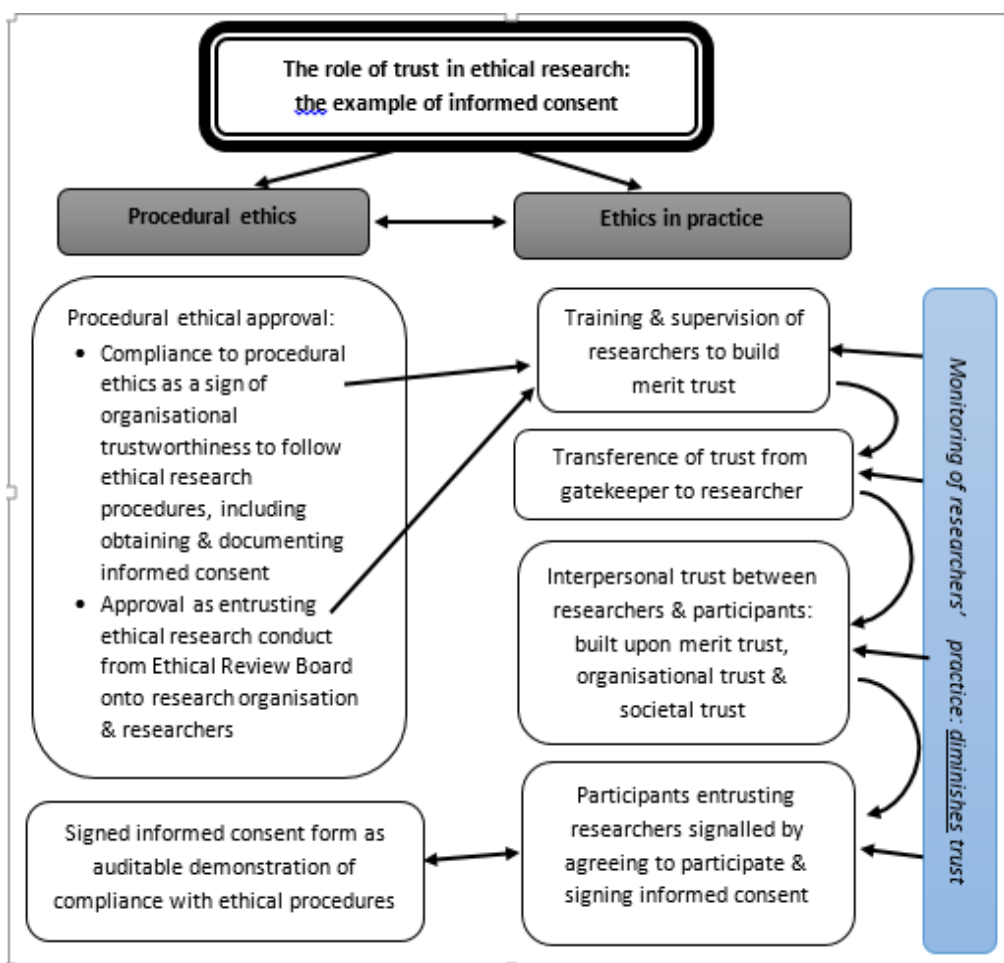 The role of trust in ethical research:
the example of informed consent
Procedural ethics
Ethics in practice
Procedural ethical approval:
• Compliance to procedural
ethics as a sign of
organisational
trustworthiness to follow
ethical research
procedures, including
obtaining & documenting
informed consent
• Approval as entrusting
ethical research conduct
from Ethical Review Board
onto research organisation
& researchers
Signed informed consent form as
auditable demonstration of
compliance with ethical procedures
Training & supervision of
researchers to build
merit trust
Transference of trust from
gatekeeper to researcher
Interpersonal trust between
researchers & participants:
built upon merit trust,
organisational trust &
societal trust
Participants entrusting
researchers signalled by
agreeing to participate &
signing informed consent
Monitoring of researchers' practice: diminishes trust